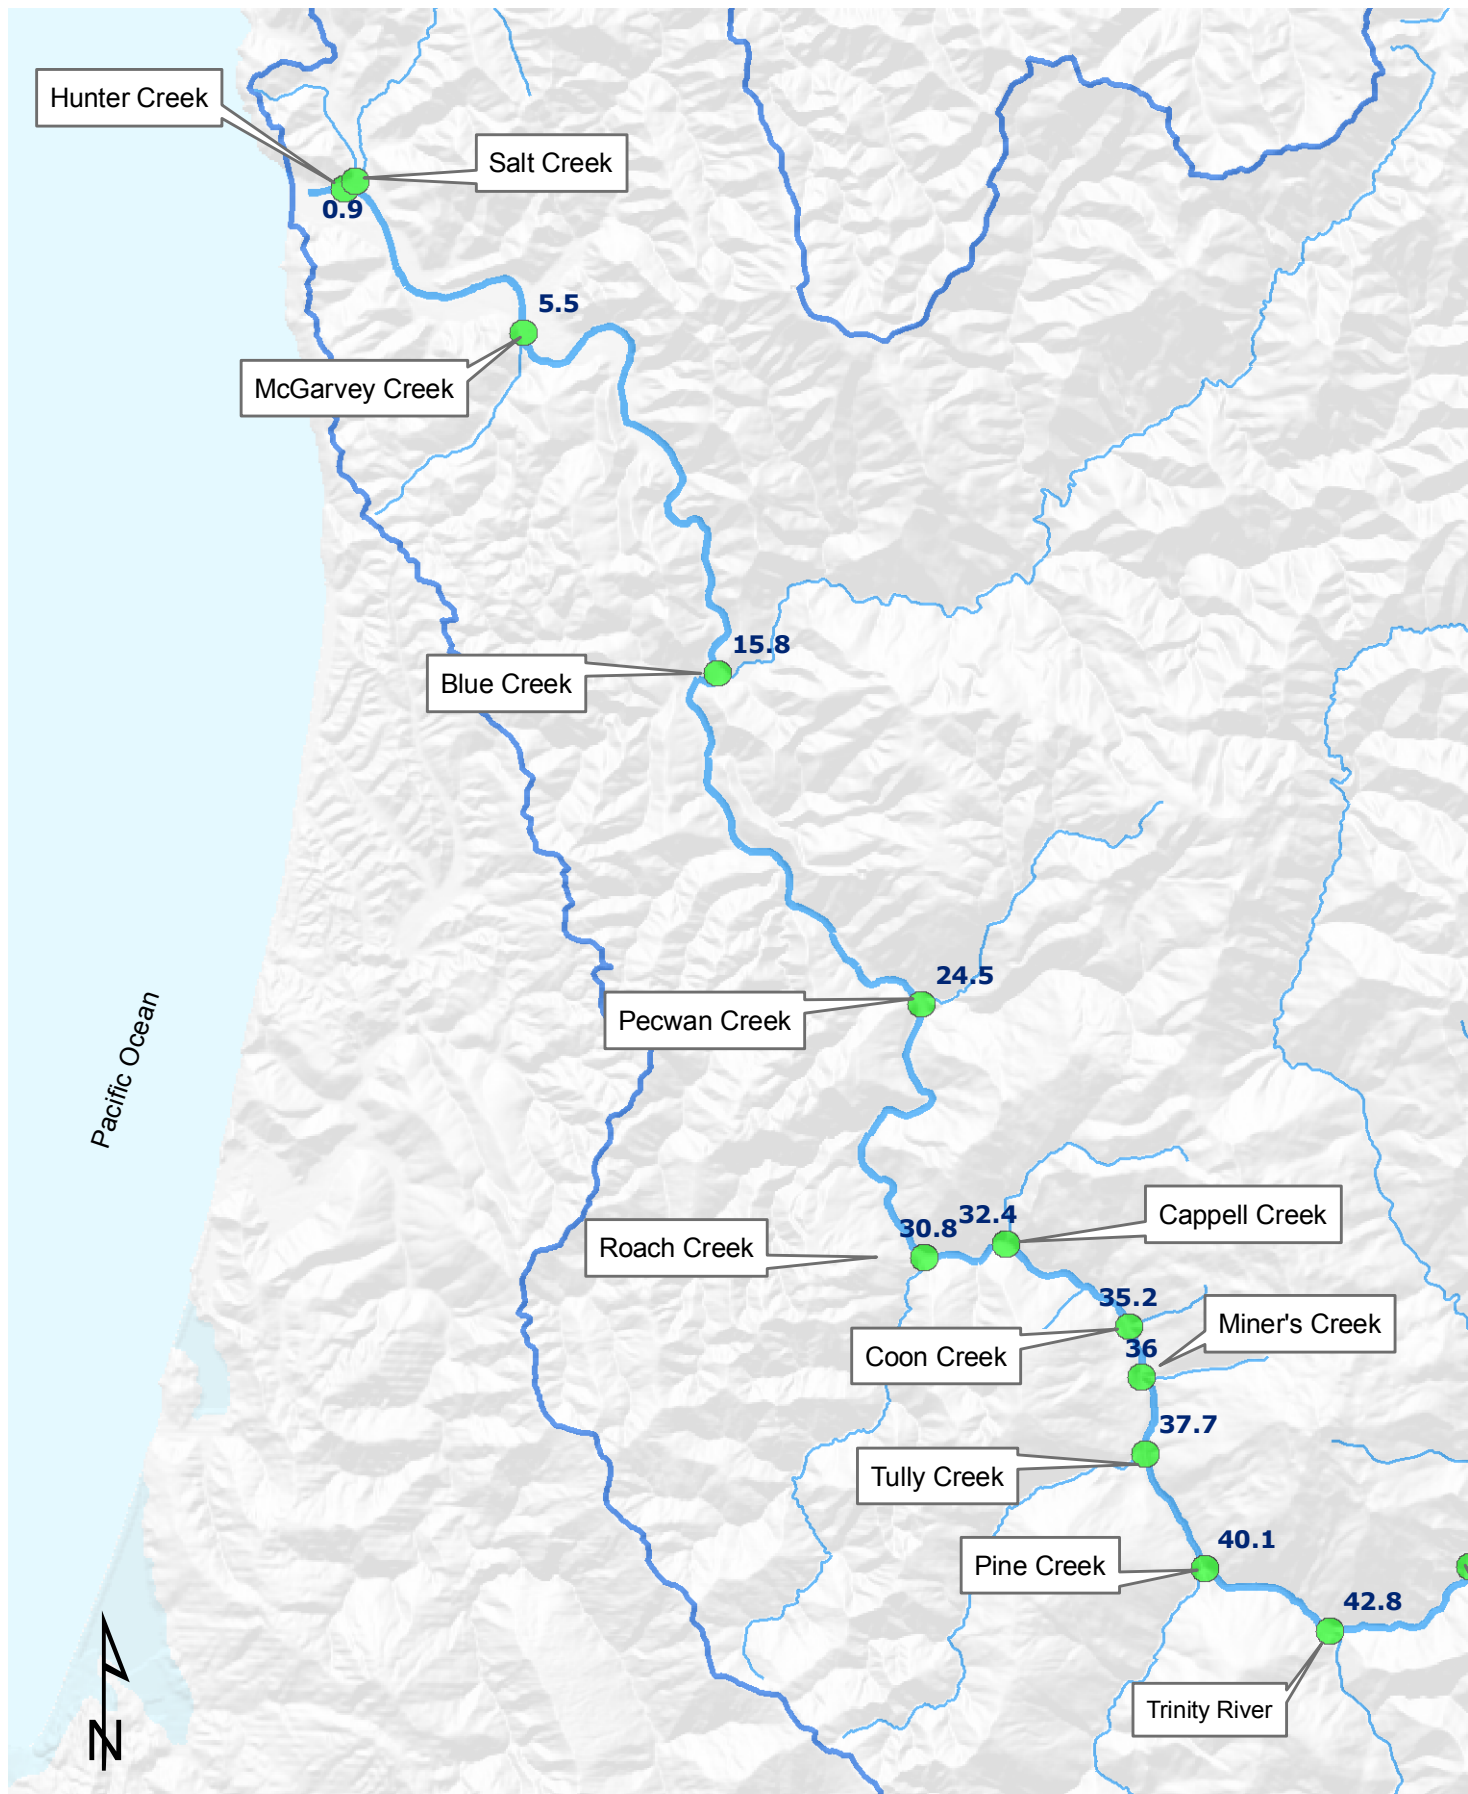 Hunter Creek
Salt Creek
0.9
5.5
McGarvey Creek
15.8
Blue Creek
24.5
Pecwan Creek
Pacific Ocean
Cappell Creek
32.4
30.8
Roach Creek
35.2
Miner's Creek
36
Coon Creek
37.7
Tully Creek
40.1
Pine Creek
42.8
Trinity River
N